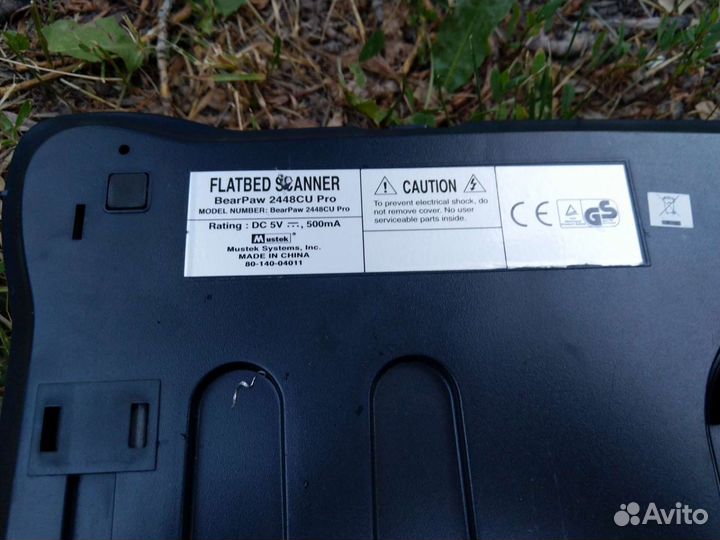 FLATBED SCANNER
BearPaw 2448CU Pro
MODEL NUMBER: BearPaw 2448CU Pro
Rating : DC 5V ⎓, 500mA
Mustek®
Mustek Systems, Inc.
MADE IN CHINA
80-140-04011
CAUTION
To prevent electrical shock, do
not remove cover. No user
serviceable parts inside.
CE
GS
Avito